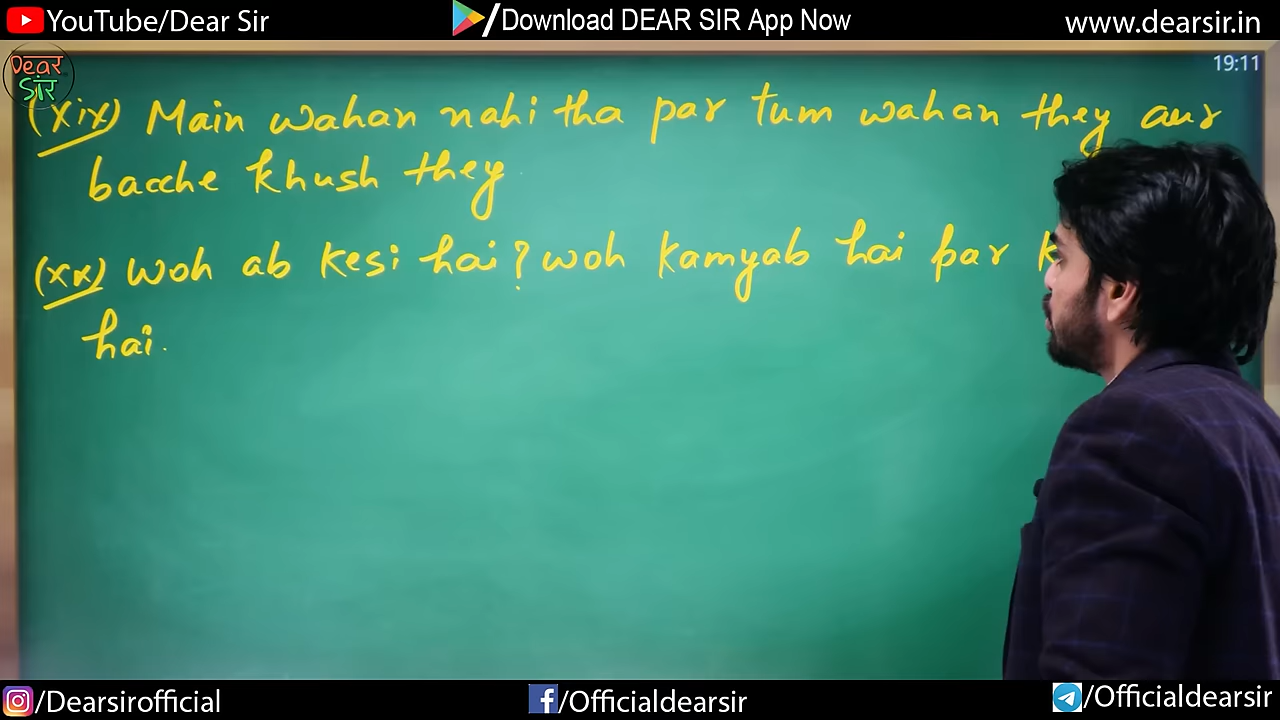 YouTube/Dear Sir
/Download DEAR SIR App Now
www.dearsir.in
Dear
Sir
19:11
(xix) Main wahan nahi tha par tum wahan they aur
bacche khush they
(xx) Woh ab kesi hai? woh kamyab hai par
hai.
/Dearsirofficial
/Officialdearsir
/Officialdearsir